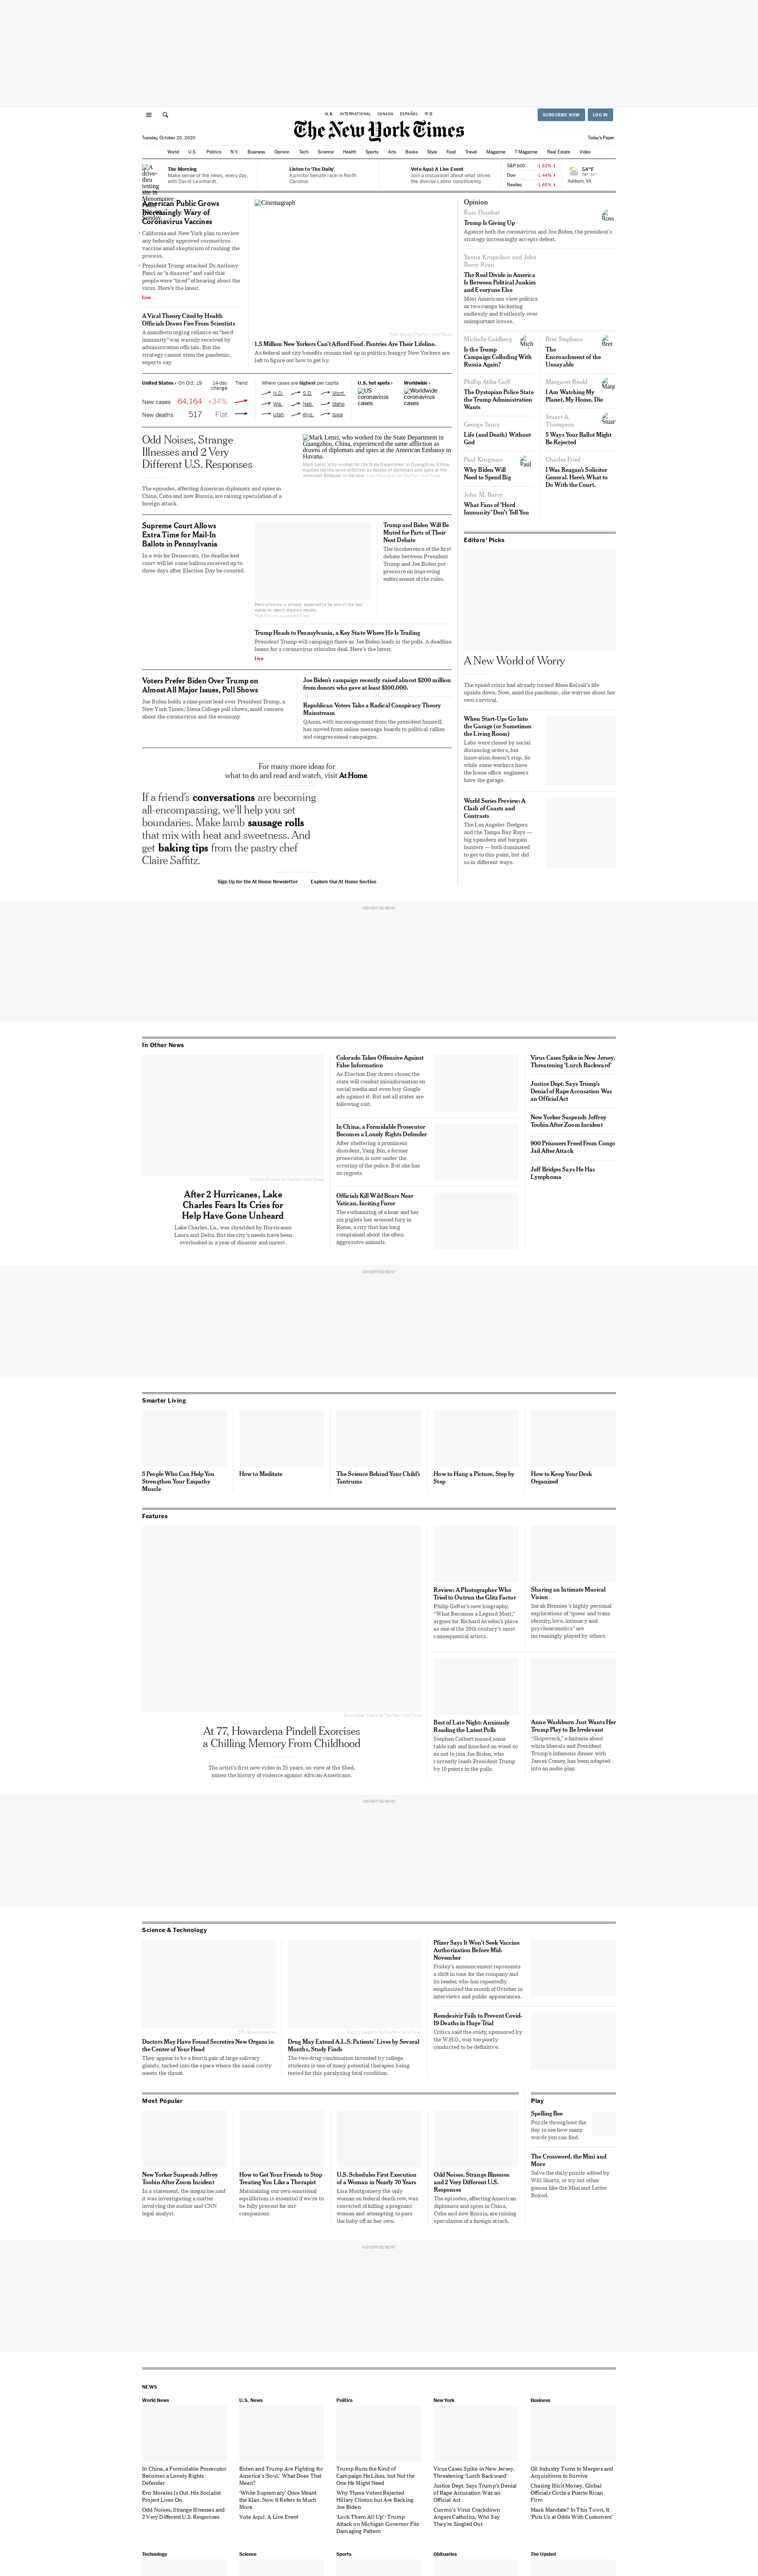 U.S. INTERNATIONAL CANADA ESPAÑOL 中文
SUBSCRIBE NOW LOG IN
The New York Times
Tuesday, October 20, 2020
Today's Paper
World U.S. Politics N.Y. Business Opinion Tech Science Health Sports Arts Books Style Food Travel Magazine T Magazine Real Estate Video
The Morning
Make sense of the news, every day, with David Leonhardt.
Listen to 'The Daily'
A pivotal Senate race in North Carolina.
Vote Aquí: A Live Event
Join a discussion about what drives the diverse Latino constituency.
S&P 500 -1.63%
Dow -1.44%
Nasdaq -1.65%
54°F
Ashburn, VA
American Public Grows
Increasingly Wary of
Coronavirus Vaccines
California and New York plan to review
any federally approved coronavirus
vaccine amid skepticism of rushing the
process.
President Trump attacked Dr. Anthony
Fauci as "a disaster" and said that
people were "tired" of hearing about the
virus. Here's the latest.
Live
A Viral Theory Cited by Health
Officials Draws Fire From Scientists
A manifesto urging reliance on "herd
immunity" was warmly received by
administration officials. But the
strategy cannot stem the pandemic,
experts say.
Cinemagraph
1.5 Million New Yorkers Can't Afford Food. Pantries Are Their Lifeline.
As federal and city benefits remain tied up in politics, hungry New Yorkers are
left to figure out how to get by.
United States › On Oct. 19 14-day change Trend
New cases 64,164 +34%
New deaths 517 Flat
Where cases are highest per capita
N.D. S.D. Mont.
Wis. Neb. Idaho
Utah Wyo. Iowa
U.S. hot spots ›
US coronavirus cases
Worldwide ›
Worldwide coronavirus cases
Odd Noises, Strange
Illnesses and 2 Very
Different U.S. Responses
The episodes, affecting American diplomats and spies in
China, Cuba and now Russia, are raising speculation of a
foreign attack.
Mark Lenzi, who worked for the State Department in
Guangzhou, China, experienced the same affliction as
dozens of diplomats and spies at the American Embassy in
Havana.
Mark Lenzi, who worked for the State Department in Guangzhou, China,
experienced the same affliction as dozens of diplomats and spies at the
American Embassy in Havana.
Supreme Court Allows
Extra Time for Mail-In
Ballots in Pennsylvania
In a win for Democrats, the deadlocked
court will let some ballots received up to
three days after Election Day be counted.
Pennsylvania is already expected to be one of the last
states to report election results.
Trump and Biden Will Be
Muted for Parts of Their
Next Debate
The incoherence of the first
debate between President
Trump and Joe Biden put
pressure on improving
enforcement of the rules.
Trump Heads to Pennsylvania, a Key State Where He Is Trailing
President Trump will campaign there as Joe Biden leads in the polls. A deadline
looms for a coronavirus stimulus deal. Here's the latest.
Live
Voters Prefer Biden Over Trump on
Almost All Major Issues, Poll Shows
Joe Biden holds a nine-point lead over President Trump, a
New York Times/Siena College poll shows, amid concern
about the coronavirus and the economy.
Joe Biden's campaign recently raised almost $200 million
from donors who gave at least $100,000.
Republican Voters Take a Radical Conspiracy Theory
Mainstream
QAnon, with encouragement from the president himself,
has moved from online message boards to political rallies
and congressional campaigns.
For many more ideas for
what to do and read and watch, visit At Home.
If a friend's conversations are becoming
all-encompassing, we'll help you set
boundaries. Make lamb sausage rolls
that mix with heat and sweetness. And
get baking tips from the pastry chef
Claire Saffitz.
Sign Up for the At Home Newsletter Explore Our At Home Section
Opinion
Ross Douthat
Trump Is Giving Up
Against both the coronavirus and Joe Biden, the president's
strategy increasingly accepts defeat.
Yanna Krupnikov and John
Barry Ryan
The Real Divide in America
Is Between Political Junkies
and Everyone Else
Most Americans view politics
as two camps bickering
endlessly and fruitlessly over
unimportant issues.
Michelle Goldberg
Is the Trump
Campaign Colluding With
Russia Again?
Bret Stephens
The
Encroachment of the
Unsayable
Phillip Atiba Goff
The Dystopian Police State
the Trump Administration
Wants
Margaret Renkl
I Am Watching My
Planet, My Home, Die
George Yancy
Life (and Death) Without
God
Stuart A.
Thompson
5 Ways Your Ballot Might
Be Rejected
Paul Krugman
Why Biden Will
Need to Spend Big
Charles Fried
I Was Reagan's Solicitor
General. Here's What to
Do With the Court.
John M. Barry
What Fans of 'Herd
Immunity' Don't Tell You
Editors' Picks
A New World of Worry
The opioid crisis had already turned Rhea Kelsall's life
upside down. Now, amid the pandemic, she worries about her
own survival.
When Start-Ups Go Into
the Garage (or Sometimes
the Living Room)
Labs were closed by social
distancing orders, but
innovation doesn't stop. So
while some workers have
the home office, engineers
have the garage.
World Series Preview: A
Clash of Coasts and
Contrasts
The Los Angeles Dodgers
and the Tampa Bay Rays —
big spenders and bargain
hunters — both dominated
to get to this point, but did
so in different ways.
ADVERTISEMENT
In Other News
After 2 Hurricanes, Lake
Charles Fears Its Cries for
Help Have Gone Unheard
Lake Charles, La., was shredded by Hurricanes
Laura and Delta. But the city's needs have been
overlooked in a year of disaster and unrest.
Colorado Takes Offensive Against
False Information
As Election Day draws closer, the
state will combat misinformation on
social media and even buy Google
ads against it. But not all states are
following suit.
In China, a Formidable Prosecutor
Becomes a Lonely Rights Defender
After sheltering a prominent
dissident, Yang Bin, a former
prosecutor, is now under the
scrutiny of the police. But she has
no regrets.
Officials Kill Wild Boars Near
Vatican, Inciting Furor
The euthanizing of a boar and her
six piglets has aroused fury in
Rome, a city that has long
complained about the often-
aggressive animals.
Virus Cases Spike in New Jersey,
Threatening 'Lurch Backward'
Justice Dept. Says Trump's
Denial of Rape Accusation Was
an Official Act
New Yorker Suspends Jeffrey
Toobin After Zoom Incident
900 Prisoners Freed From Congo
Jail After Attack
Jeff Bridges Says He Has
Lymphoma
ADVERTISEMENT
Smarter Living
5 People Who Can Help You
Strengthen Your Empathy
Muscle
How to Meditate
The Science Behind Your Child's
Tantrums
How to Hang a Picture, Step by
Step
How to Keep Your Desk
Organized
Features
At 77, Howardena Pindell Exorcises
a Chilling Memory From Childhood
The artist's first new video in 25 years, on view at the Shed,
mines the history of violence against African-Americans.
Review: A Photographer Who
Tried to Outrun the Glitz Factor
Philip Gefter's new biography,
"What Becomes a Legend Most,"
argues for Richard Avedon's place
as one of the 20th century's most
consequential artists.
Sharing an Intimate Musical
Vision
Sarah Hennies's highly personal
explorations of "queer and trans
identity, love, intimacy and
psychoacoustics" are
increasingly played by others.
Best of Late Night: Anxiously
Reading the Latest Polls
Stephen Colbert tossed some
table salt and knocked on wood so
as not to jinx Joe Biden, who
currently leads President Trump
by 10 points in the polls.
Anne Washburn Just Wants Her
Trump Play to Be Irrelevant
"Shipwreck," a fantasia about
white liberals and President
Trump's infamous dinner with
James Comey, has been adapted
into an audio play.
ADVERTISEMENT
Science & Technology
Doctors May Have Found Secretive New Organs in
the Center of Your Head
They appear to be a fourth pair of large salivary
glands, tucked into the space where the nasal cavity
meets the throat.
Drug May Extend A.L.S. Patients' Lives by Several
Months, Study Finds
The two-drug combination invented by college
students is one of many potential therapies being
tested for this paralyzing fatal condition.
Pfizer Says It Won't Seek Vaccine
Authorization Before Mid-
November
Friday's announcement represents
a shift in tone for the company and
its leader, who has repeatedly
emphasized the month of October in
interviews and public appearances.
Remdesivir Fails to Prevent Covid-
19 Deaths in Huge Trial
Critics said the study, sponsored by
the W.H.O., was too poorly
conducted to be definitive.
Most Popular
New Yorker Suspends Jeffrey
Toobin After Zoom Incident
In a statement, the magazine said
it was investigating a matter
involving the author and CNN
legal analyst.
How to Get Your Friends to Stop
Treating You Like a Therapist
Maintaining our own emotional
equilibrium is essential if we're to
be fully present for our
companions.
U.S. Schedules First Execution
of a Woman in Nearly 70 Years
Lisa Montgomery, the only
woman on federal death row, was
convicted of killing a pregnant
woman and attempting to pass
the baby off as her own.
Odd Noises, Strange Illnesses
and 2 Very Different U.S.
Responses
The episodes, affecting American
diplomats and spies in China,
Cuba and now Russia, are raising
speculation of a foreign attack.
Play
Spelling Bee
Puzzle throughout the
day to see how many
words you can find.
The Crossword, the Mini and
More
Solve the daily puzzle edited by
Will Shortz, or try out other
games like the Mini and Letter
Boxed.
ADVERTISEMENT
NEWS
World News
In China, a Formidable Prosecutor
Becomes a Lonely Rights
Defender
Evo Morales Is Out. His Socialist
Project Lives On.
Odd Noises, Strange Illnesses and
2 Very Different U.S. Responses
U.S. News
Biden and Trump Are Fighting for
America's 'Soul.' What Does That
Mean?
'White Supremacy' Once Meant
the Klan. Now It Refers to Much
More.
Vote Aquí: A Live Event
Politics
Trump Runs the Kind of
Campaign He Likes, but Not the
One He Might Need
Why These Voters Rejected
Hillary Clinton but Are Backing
Joe Biden
'Lock Them All Up': Trump
Attack on Michigan Governor Fits
Damaging Pattern
New York
Virus Cases Spike in New Jersey,
Threatening 'Lurch Backward'
Justice Dept. Says Trump's Denial
of Rape Accusation Was an
Official Act
Cuomo's Virus Crackdown
Angers Catholics, Who Say
They're Singled Out
Business
Oil Industry Turns to Mergers and
Acquisitions to Survive
Chasing Illicit Money, Global
Officials Circle a Puerto Rican
Firm
Mask Mandate? In This Town, It
'Puts Us at Odds With Customers'
Technology Science Sports Obituaries The Upshot